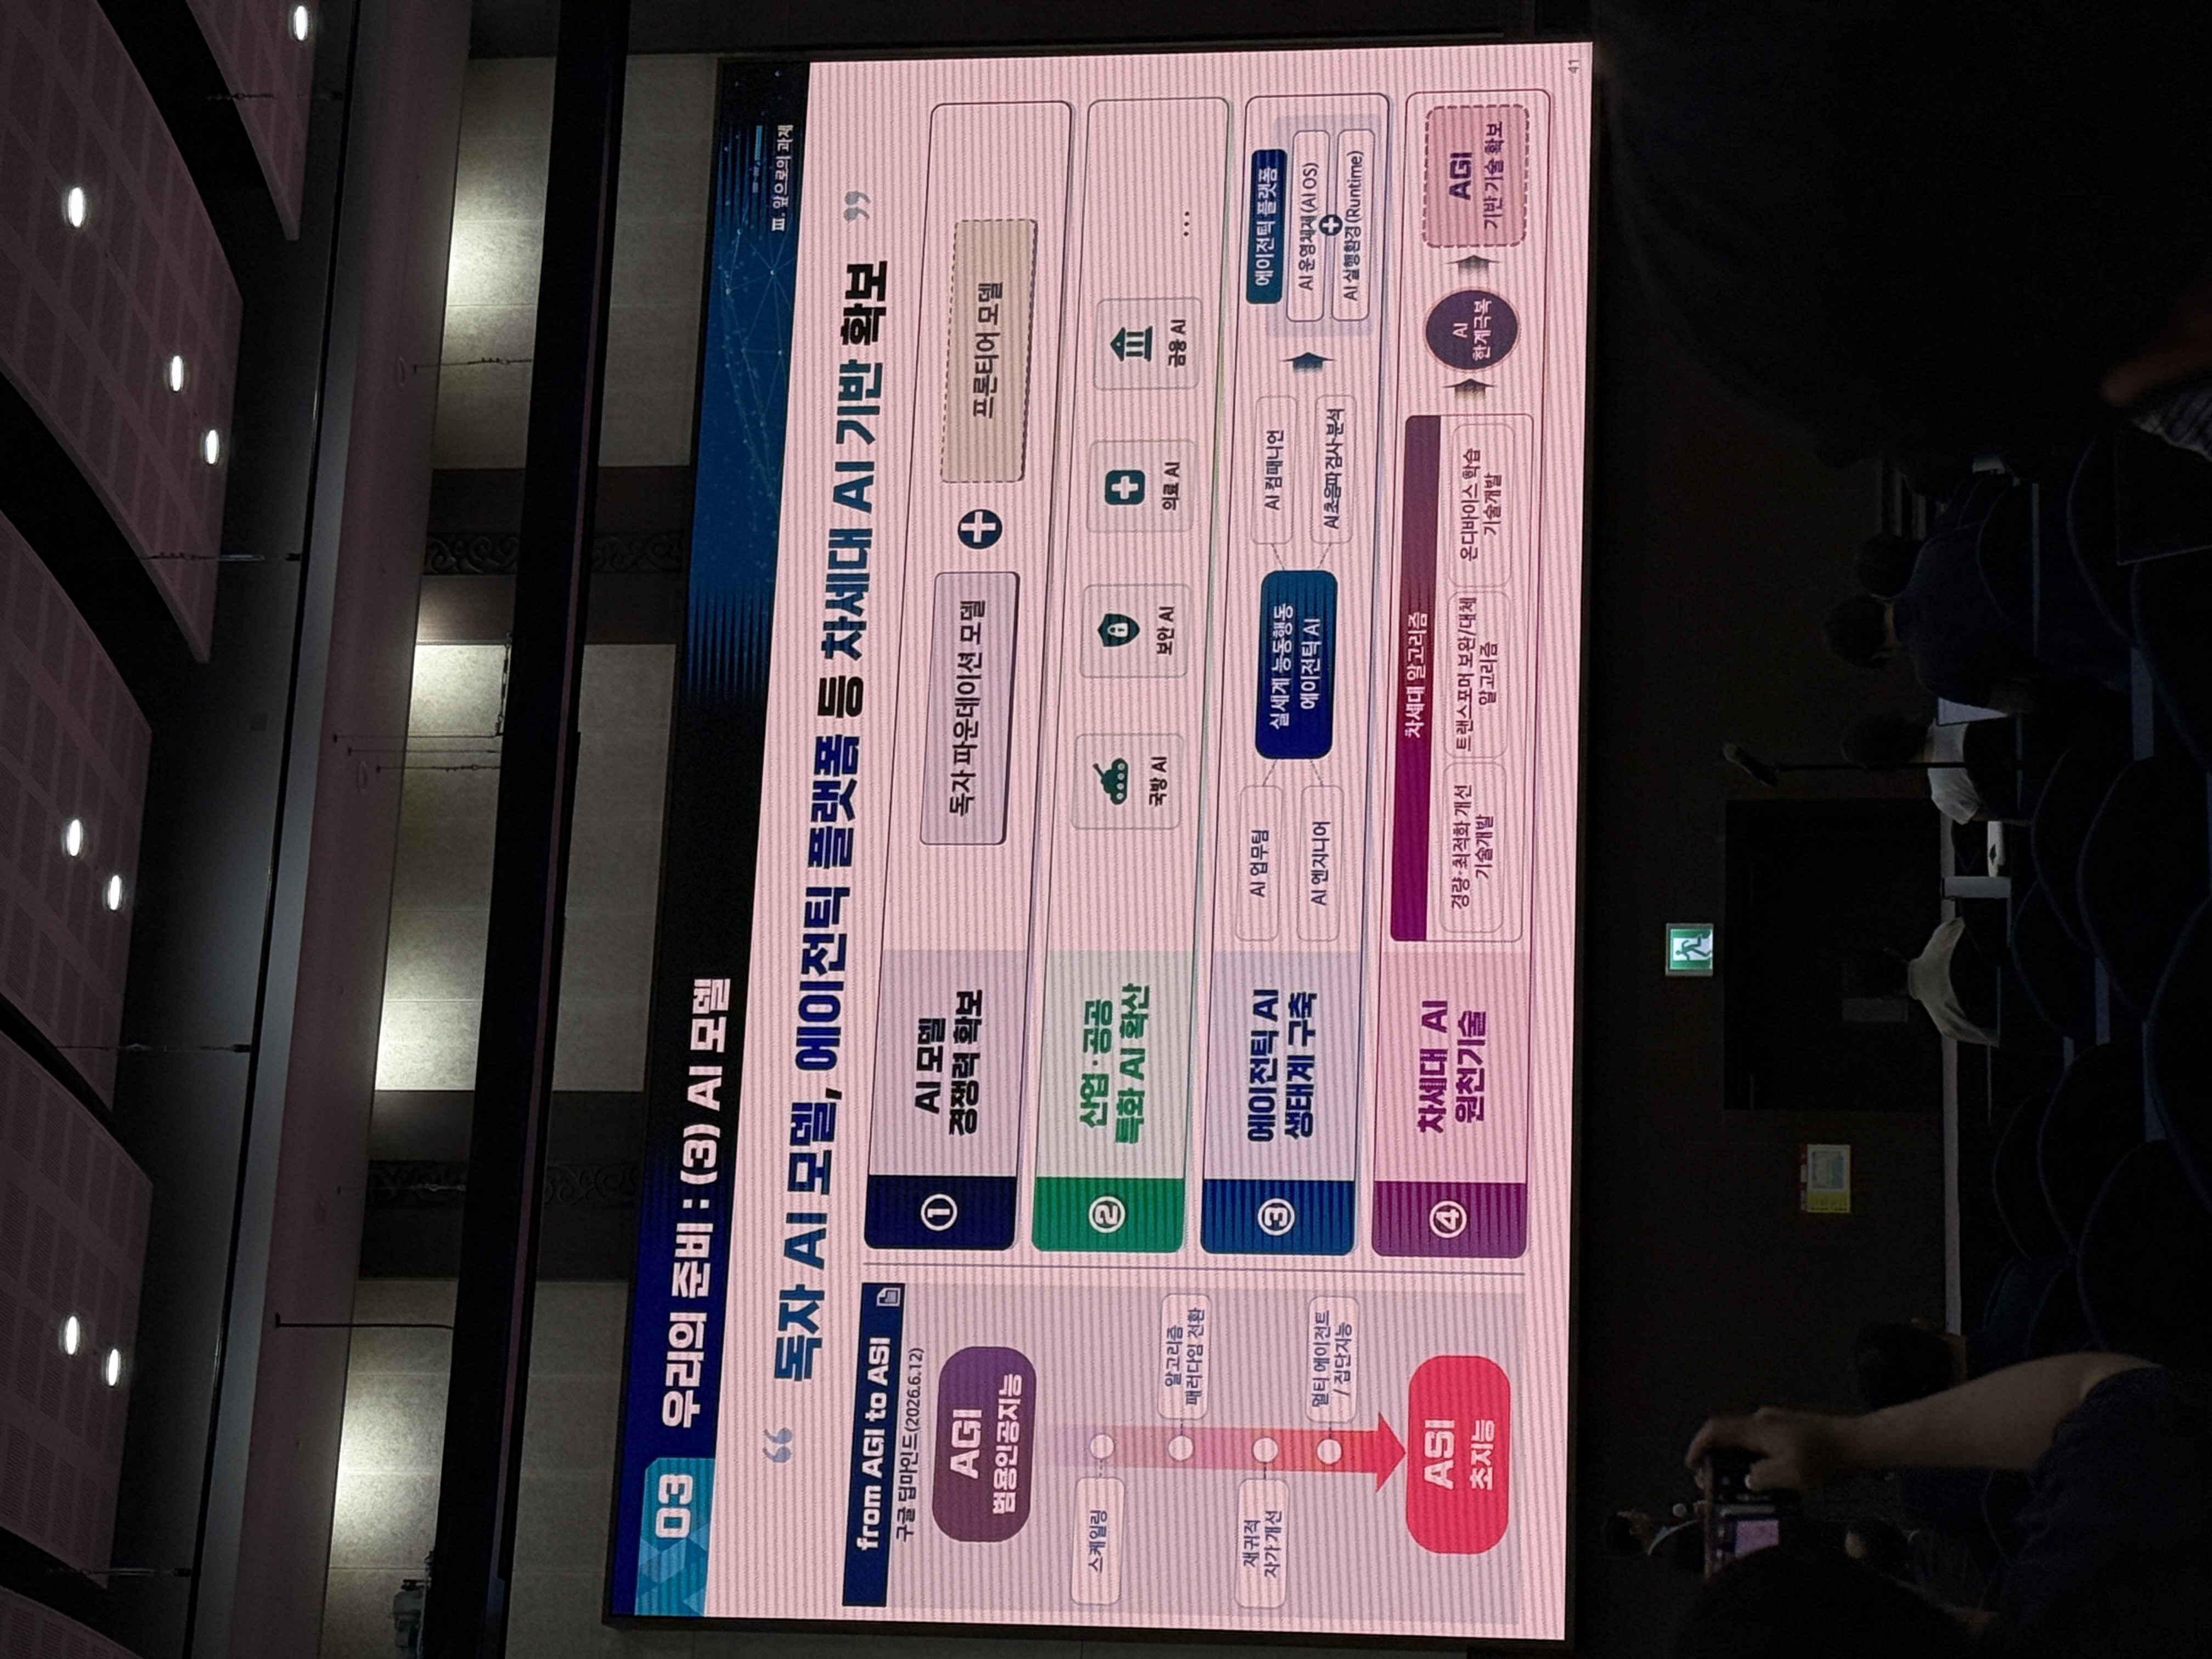 03
우리의 준비 : (3) AI 모델
Ⅲ. 앞으로의 과제
“ 독자 AI 모델, 에이전틱 플랫폼 등 차세대 AI 기반 확보 ”
from AGI to ASI
구글 딥마인드(2026.6.12)
AGI
범용인공지능
스케일링
알고리즘
패러다임 전환
재귀적
자가 개선
멀티 에이전트
/ 집단지능
ASI
초지능
①
AI 모델
경쟁력 확보
독자 파운데이션 모델
프론티어 모델
②
산업·공공
특화 AI 확산
국방 AI
보안 AI
의료 AI
금융 AI
...
③
에이전틱 AI
생태계 구축
AI 업무팀
AI 엔지니어
실세계 능동행동
에이전틱 AI
AI 컴패니언
AI초음파 검사·분석
에이전틱 플랫폼
AI 운영체제(AI OS)
AI 실행환경(Runtime)
④
차세대 AI
원천기술
차세대 알고리즘
경량·최적화 개선
기술개발
트랜스포머 보완/대체
알고리즘
온디바이스 학습
기술개발
AI
한계극복
AGI
기반 기술 확보
41